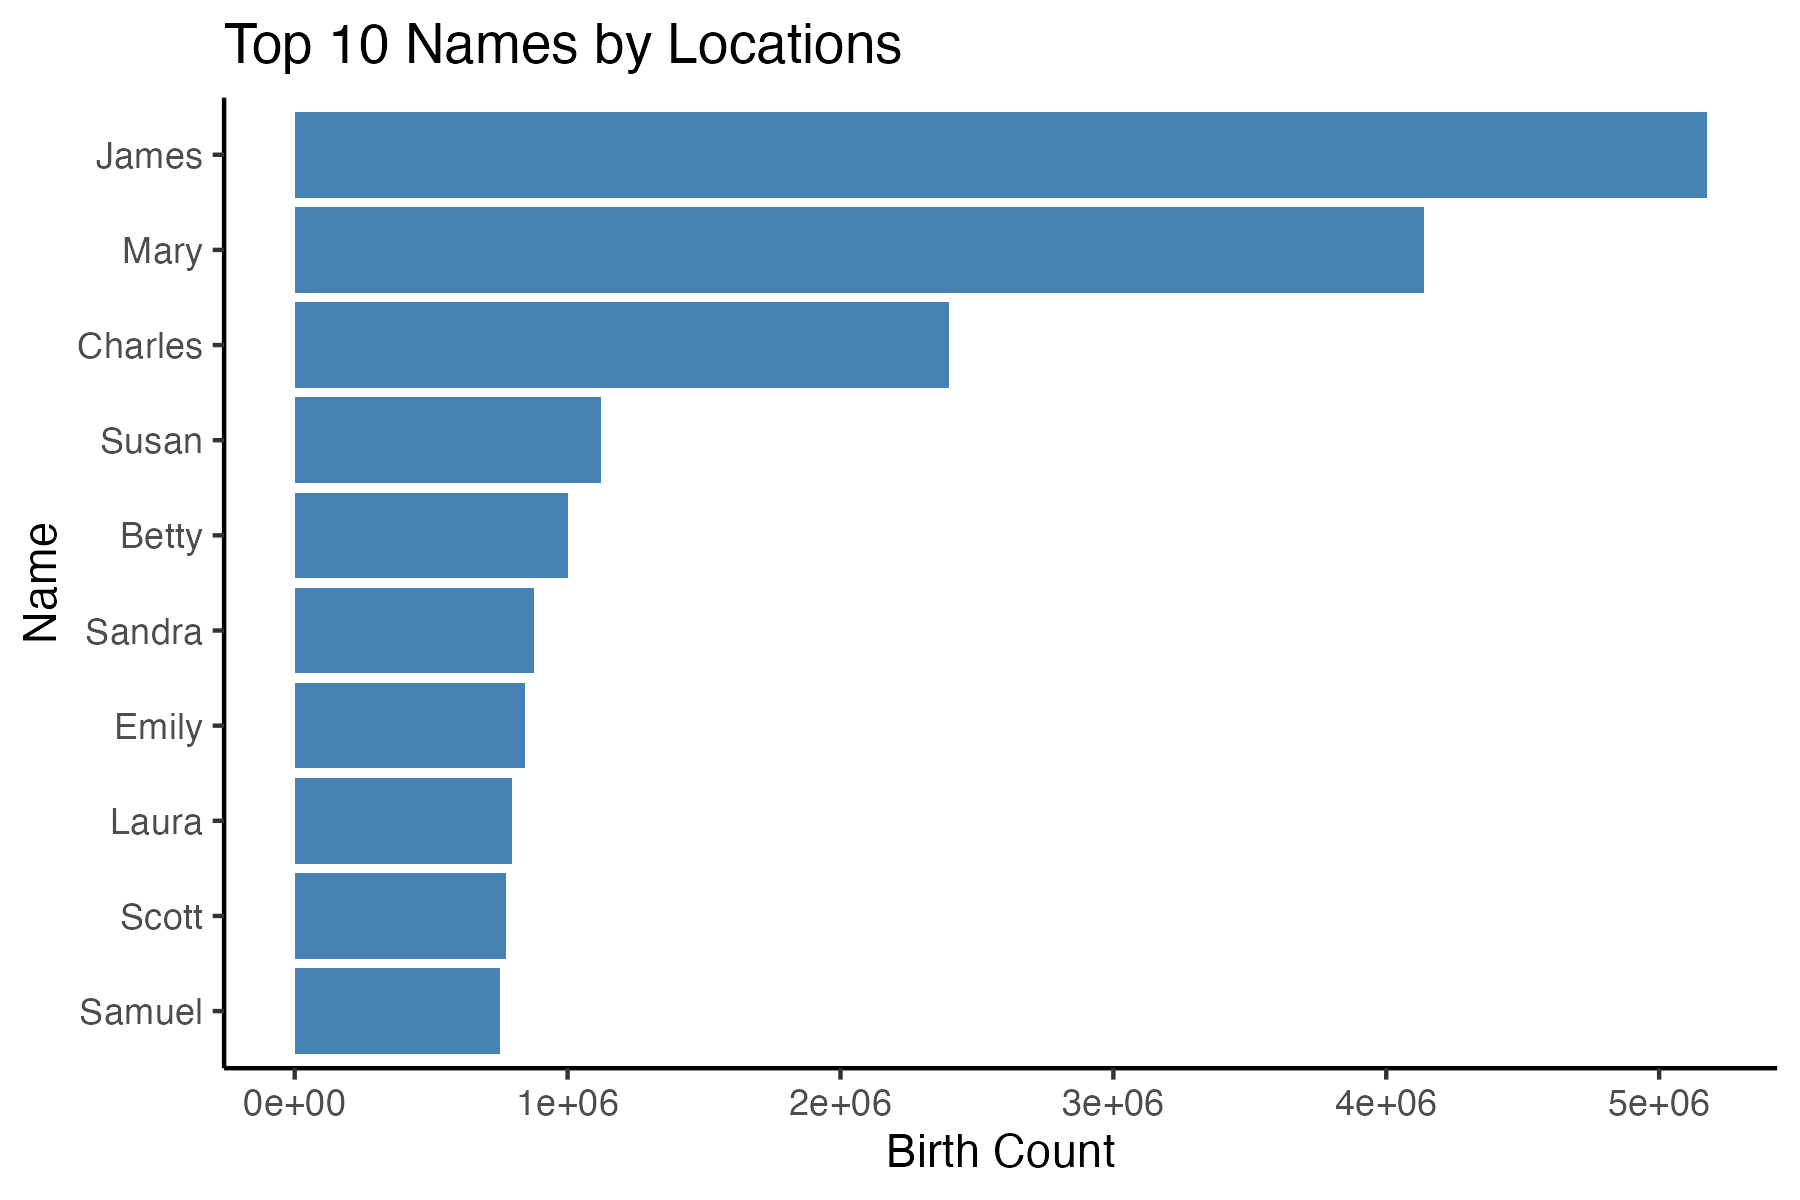 Top 10 Names by Locations
James
Mary
Charles
Susan
Betty
Sandra
Emily
Laura
Scott
Samuel
Name
0e+00 1e+06 2e+06 3e+06 4e+06 5e+06
Birth Count